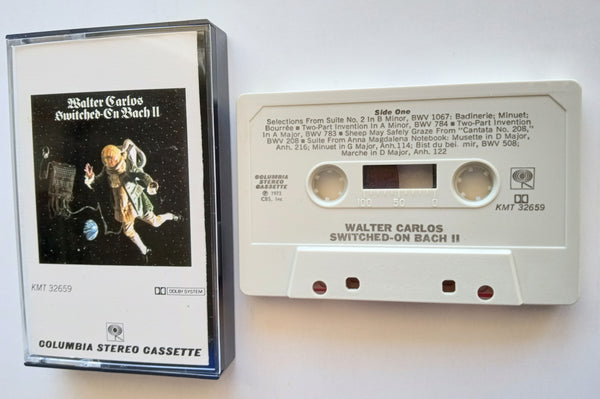 Walter Carlos
Switched-On Bach II
KMT 32659
DOLBY SYSTEM
COLUMBIA STEREO CASSETTE
Side One
Selections From Suite No. 2 In B Minor, BWV 1067: Badinerie; Minuet;
Bourrée • Two-Part Invention In A Minor, BWV 784 • Two-Part Invention
In A Major, BWV 783 • Sheep May Safely Graze From "Cantata No. 208,"
BWV 208 • Suite From Anna Magdalena Notebook: Musette in D Major,
Anh. 216; Minuet in G Major, Anh.114; Bist du bei mir, BWV 508;
Marche in D Major, Anh. 122
COLUMBIA
STEREO
CASSETTE
℗ 1973
CBS, Inc
100 50 0
KMT 32659
WALTER CARLOS
SWITCHED-ON BACH II